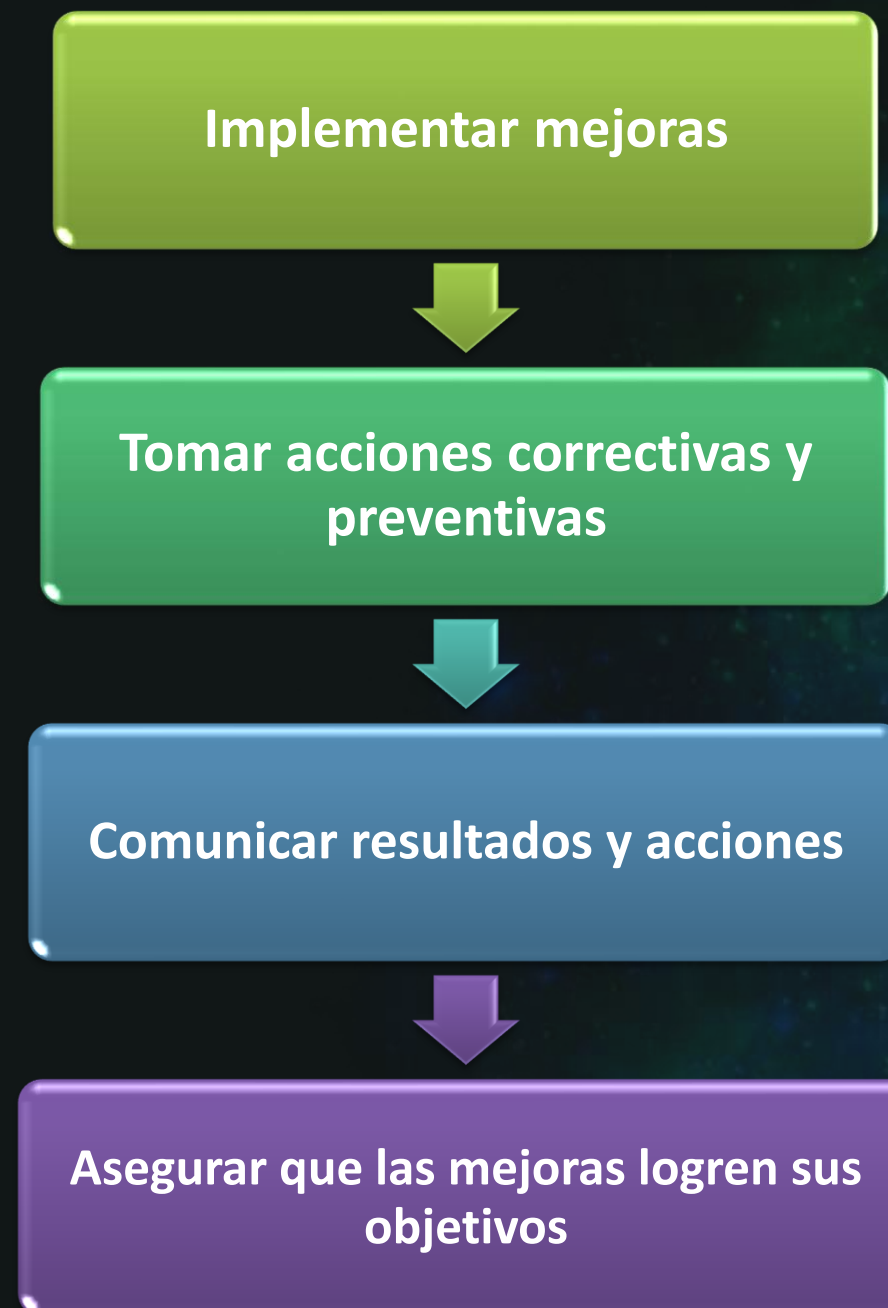 Implementar mejoras
Tomar acciones correctivas y
preventivas
Comunicar resultados y acciones
Asegurar que las mejoras logren sus
objetivos